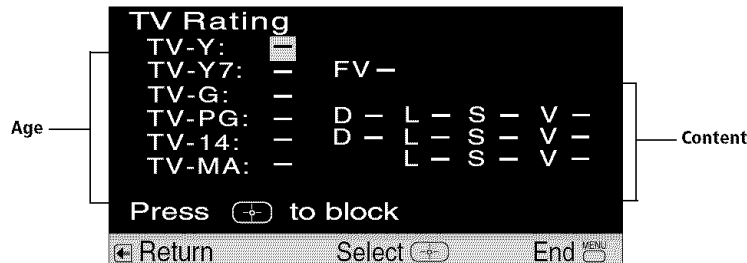 TV Rating
TV-Y: –
TV-Y7: – FV –
TV-G: –
TV-PG: – D – L – S – V –
TV-14: – D – L – S – V –
TV-MA: – L – S – V –
Age
Content
Press to block
Return Select End MENU